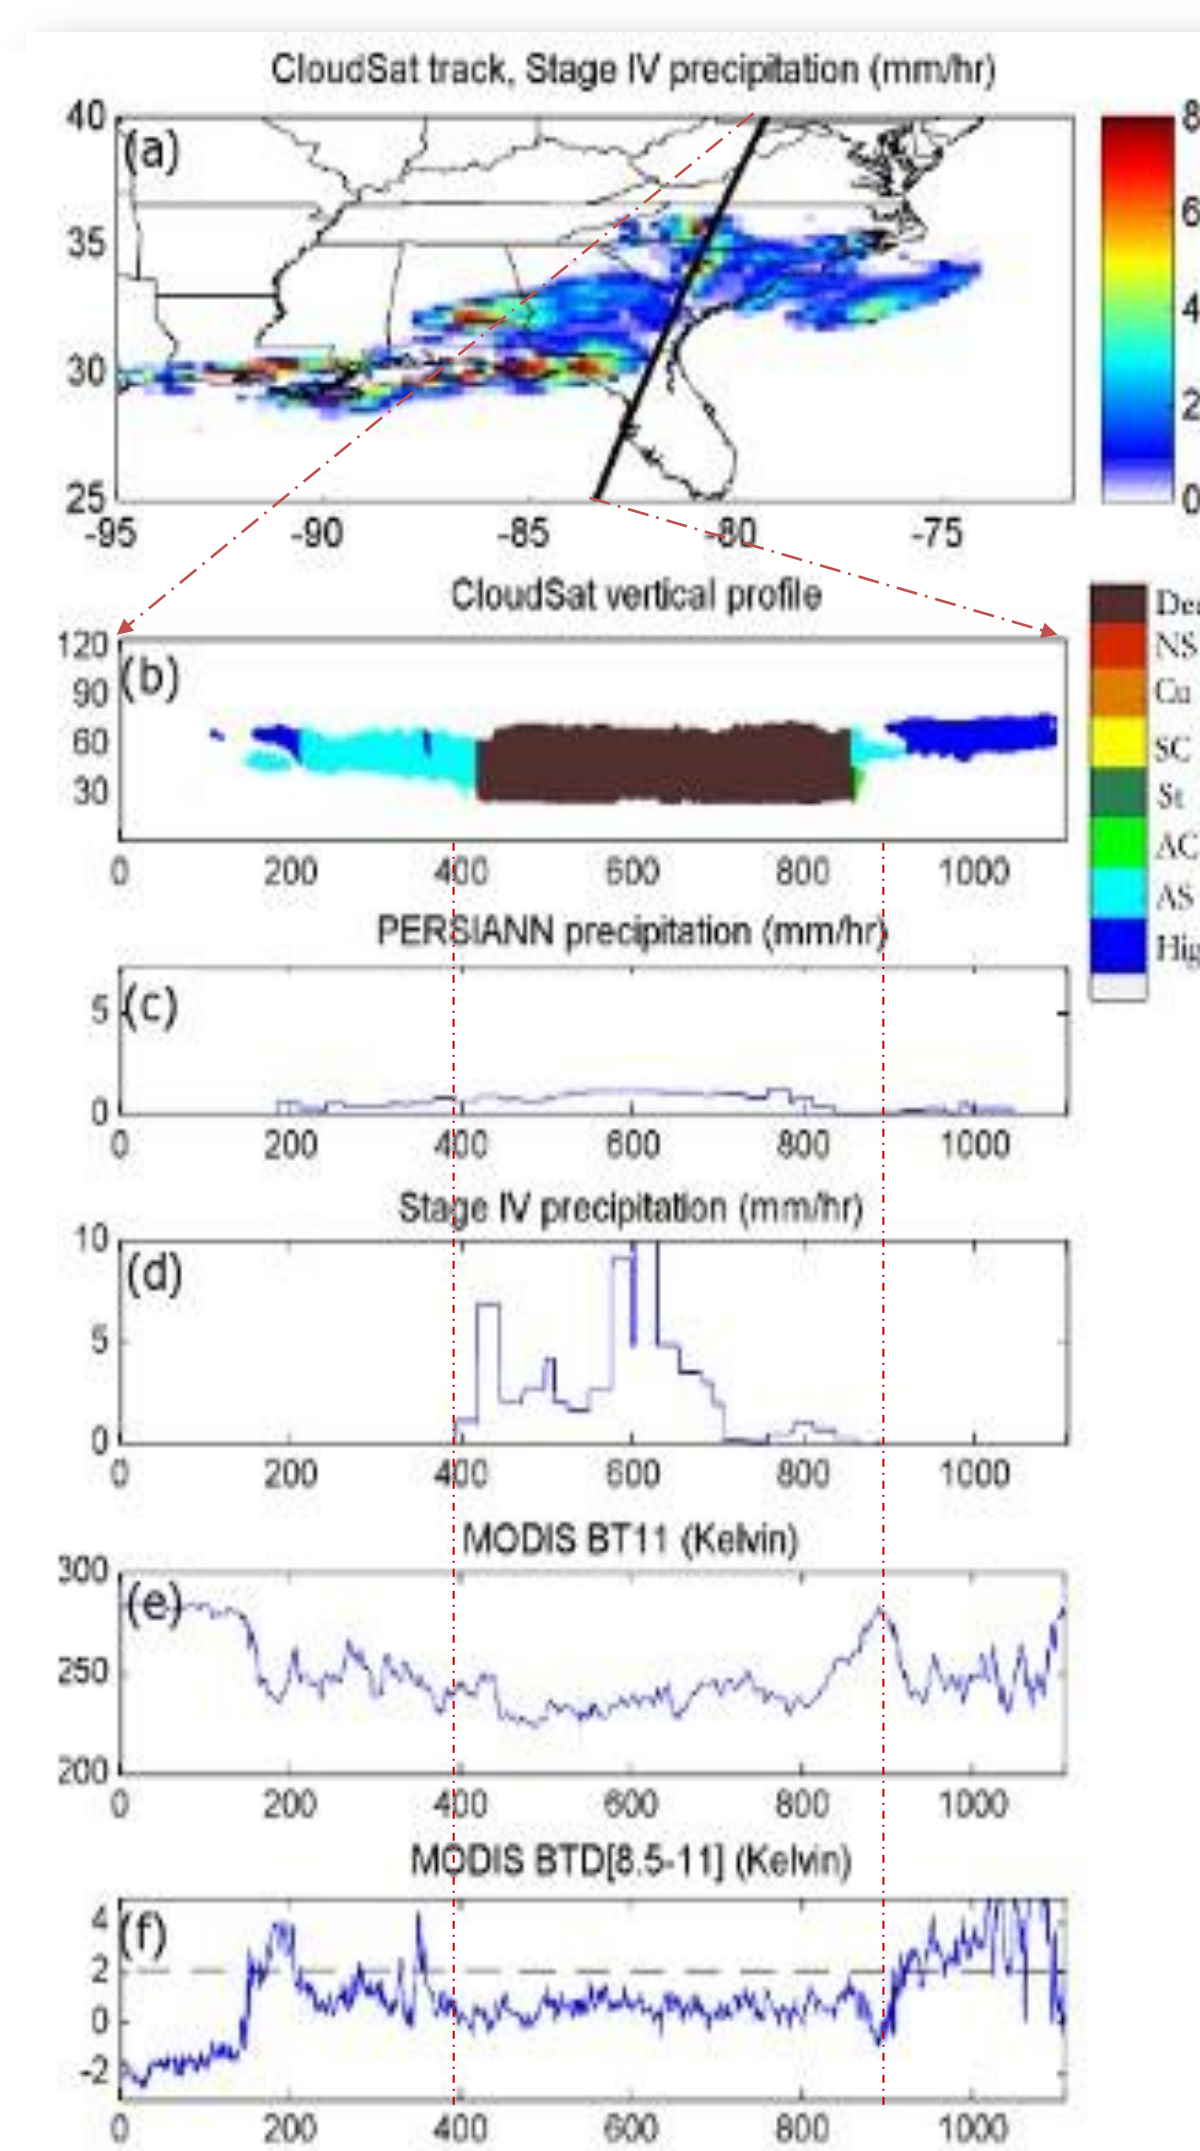 CloudSat track, Stage IV precipitation (mm/hr)
40
(a)
8
35
6
4
30
2
25
0
-95 -90 -85 -80 -75
CloudSat vertical profile
120
(b)
90
60
30
0 200 400 600 800 1000
NS
Cu
SC
St
AC
AS
PERSIANN precipitation (mm/hr)
(c)
5
0
0 200 400 600 800 1000
Stage IV precipitation (mm/hr)
10
(d)
5
0
0 200 400 600 800 1000
MODIS BT11 (Kelvin)
300
(e)
250
200
0 200 400 600 800 1000
MODIS BTD[8.5-11] (Kelvin)
4
(f)
2
0
-2
0 200 400 600 800 1000